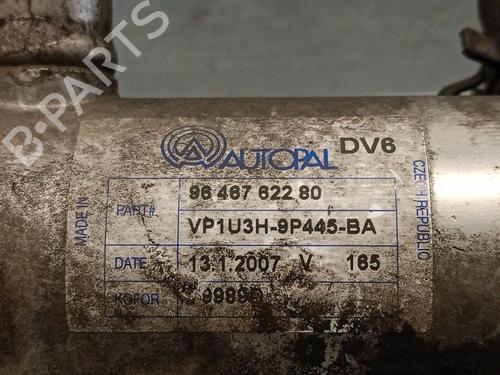 B-PARTS
AUTOPAL DV6
MADE IN
CZECH REPUBLIC
96 467 622 80
PART#
VP1U3H-9P445-BA
DATE 13.1.2007 V 165
KOFOR